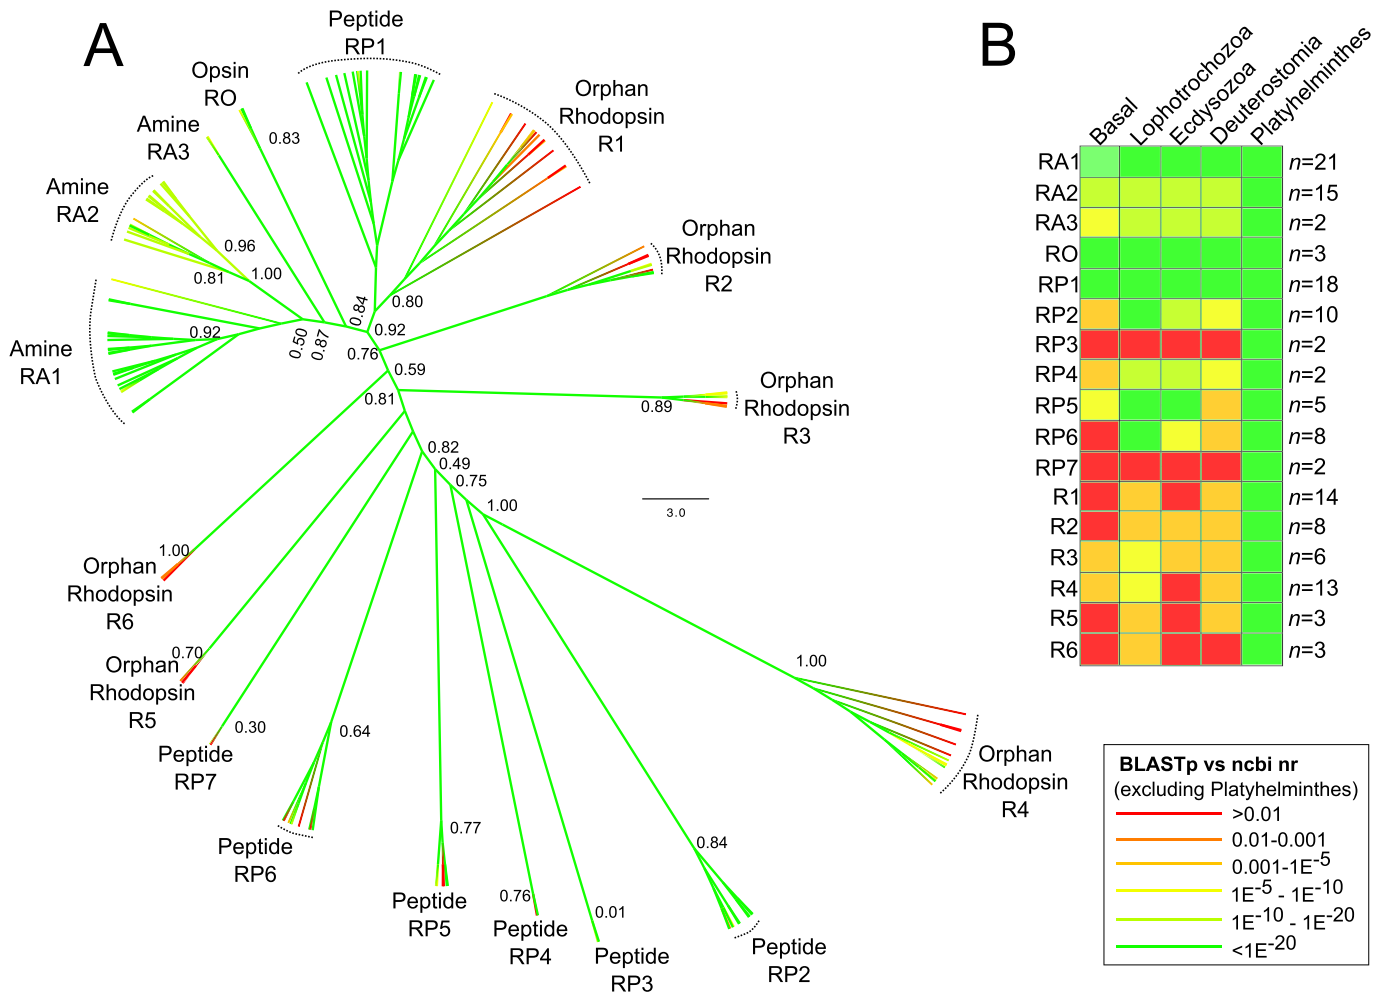 A
Peptide
RP1
Opsin
RO
0.83
Orphan
Rhodopsin
R1
Amine
RA3
Amine
RA2
0.96
0.81
1.00
Orphan
Rhodopsin
R2
0.84
0.80
0.92
0.92
0.50
0.87
0.76
Amine
RA1
0.59
0.81
Orphan
Rhodopsin
R3
0.89
0.82
0.49
0.75
1.00
3.0
1.00
Orphan
Rhodopsin
R6
0.70
Orphan
Rhodopsin
R5
0.30
Peptide
RP7
0.64
Peptide
RP6
0.77
Peptide
RP5
0.76
Peptide
RP4
0.01
Peptide
RP3
0.84
Peptide
RP2
1.00
Orphan
Rhodopsin
R4
B
Basal
Lophotrochozoa
Ecdysozoa
Deuterostomia
Platyhelminthes
RA1 n=21
RA2 n=15
RA3 n=2
RO n=3
RP1 n=18
RP2 n=10
RP3 n=2
RP4 n=2
RP5 n=5
RP6 n=8
RP7 n=2
R1 n=14
R2 n=8
R3 n=6
R4 n=13
R5 n=3
R6 n=3
BLASTp vs ncbi nr
(excluding Platyhelminthes)
>0.01
0.01-0.001
0.001-1E-5
1E-5 - 1E-10
1E-10 - 1E-20
<1E-20